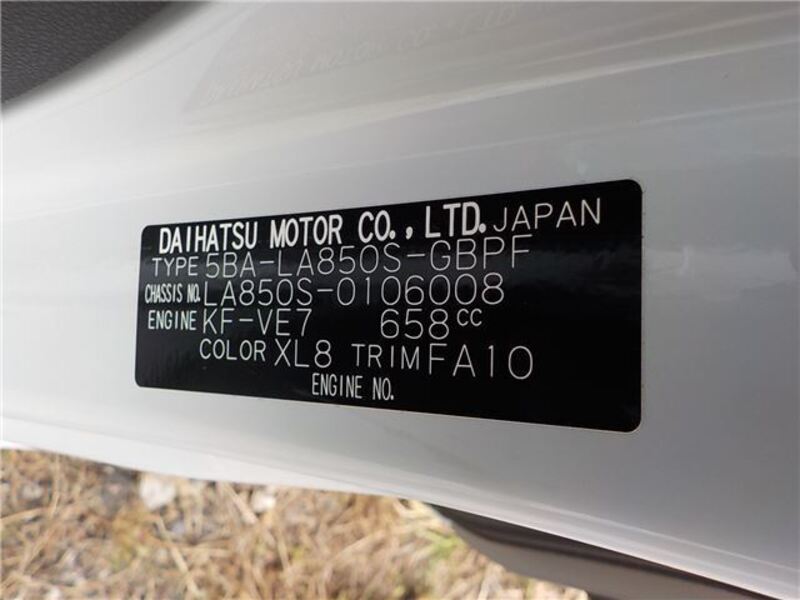 DAIHATSU MOTOR CO., LTD. JAPAN
TYPE 5BA-LA850S-GBPF
CHASSIS NO. LA850S-0106008
ENGINE KF-VE7 658CC
COLOR XL8 TRIM FA10
ENGINE NO.